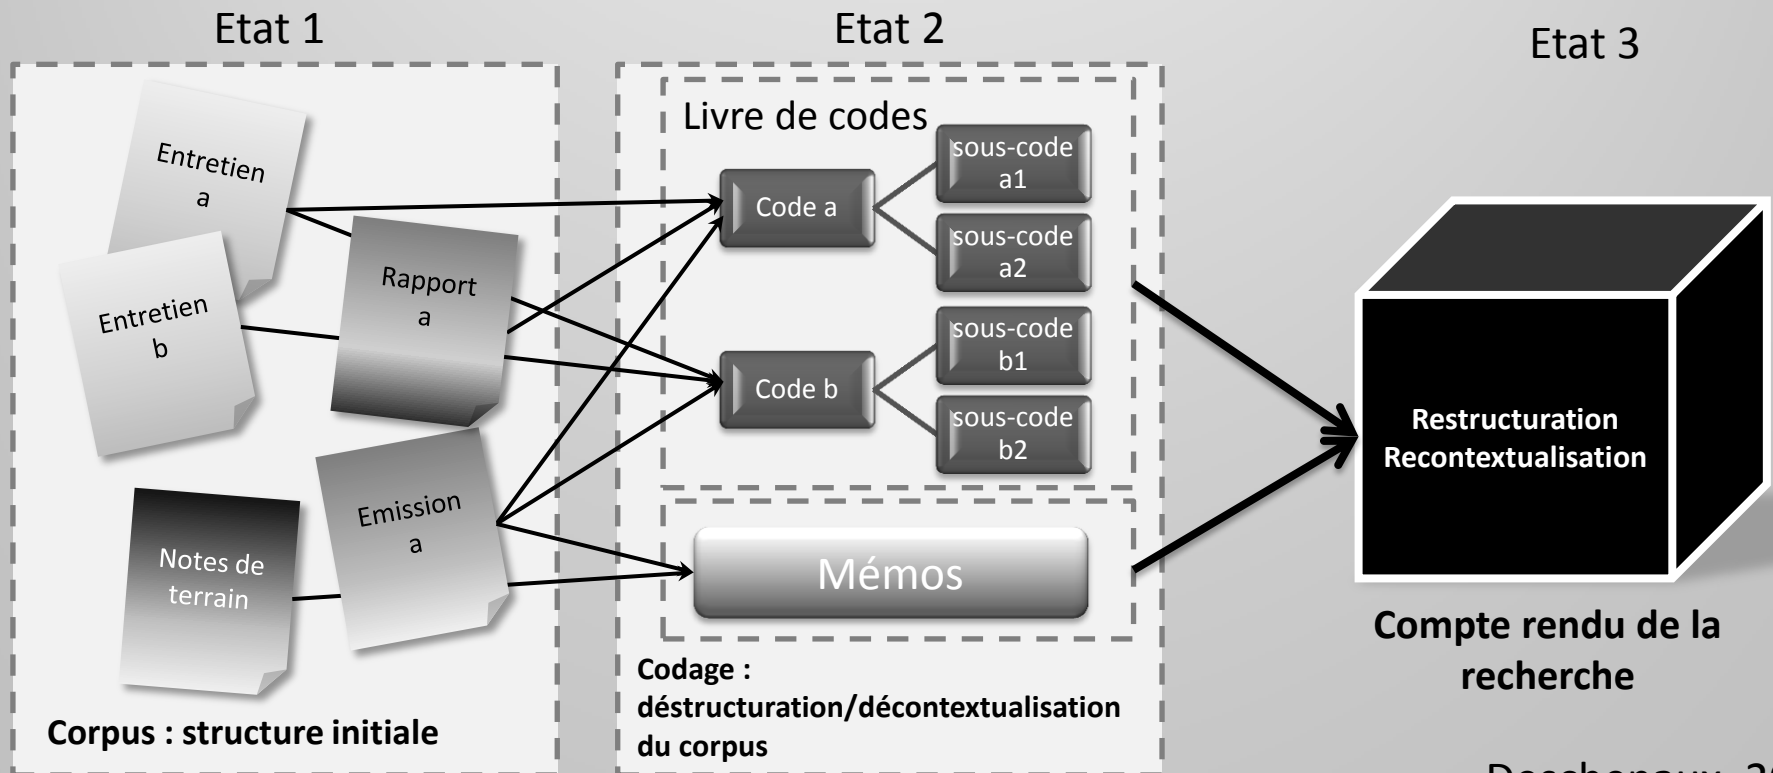 Etat 1
Entretien
a
Entretien
b
Rapport
a
Emission
a
Notes de
terrain
Corpus : structure initiale
Etat 2
Livre de codes
Code a
sous-code
a1
sous-code
a2
Code b
sous-code
b1
sous-code
b2
Mémos
Codage :
déstructuration/décontextualisation
du corpus
Etat 3
Restructuration
Recontextualisation
Compte rendu de la
recherche